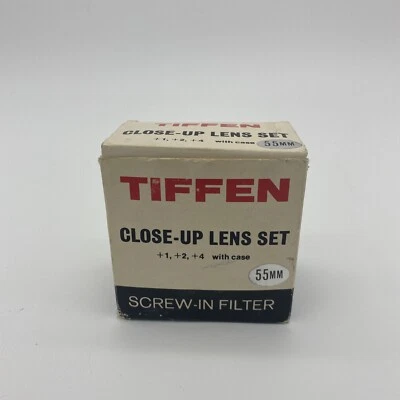 TIFFEN
CLOSE-UP LENS SET
+1, +2, +4 with case
55MM
TIFFEN
CLOSE-UP LENS SET
+1, +2, +4 with case
55MM
SCREW-IN FILTER